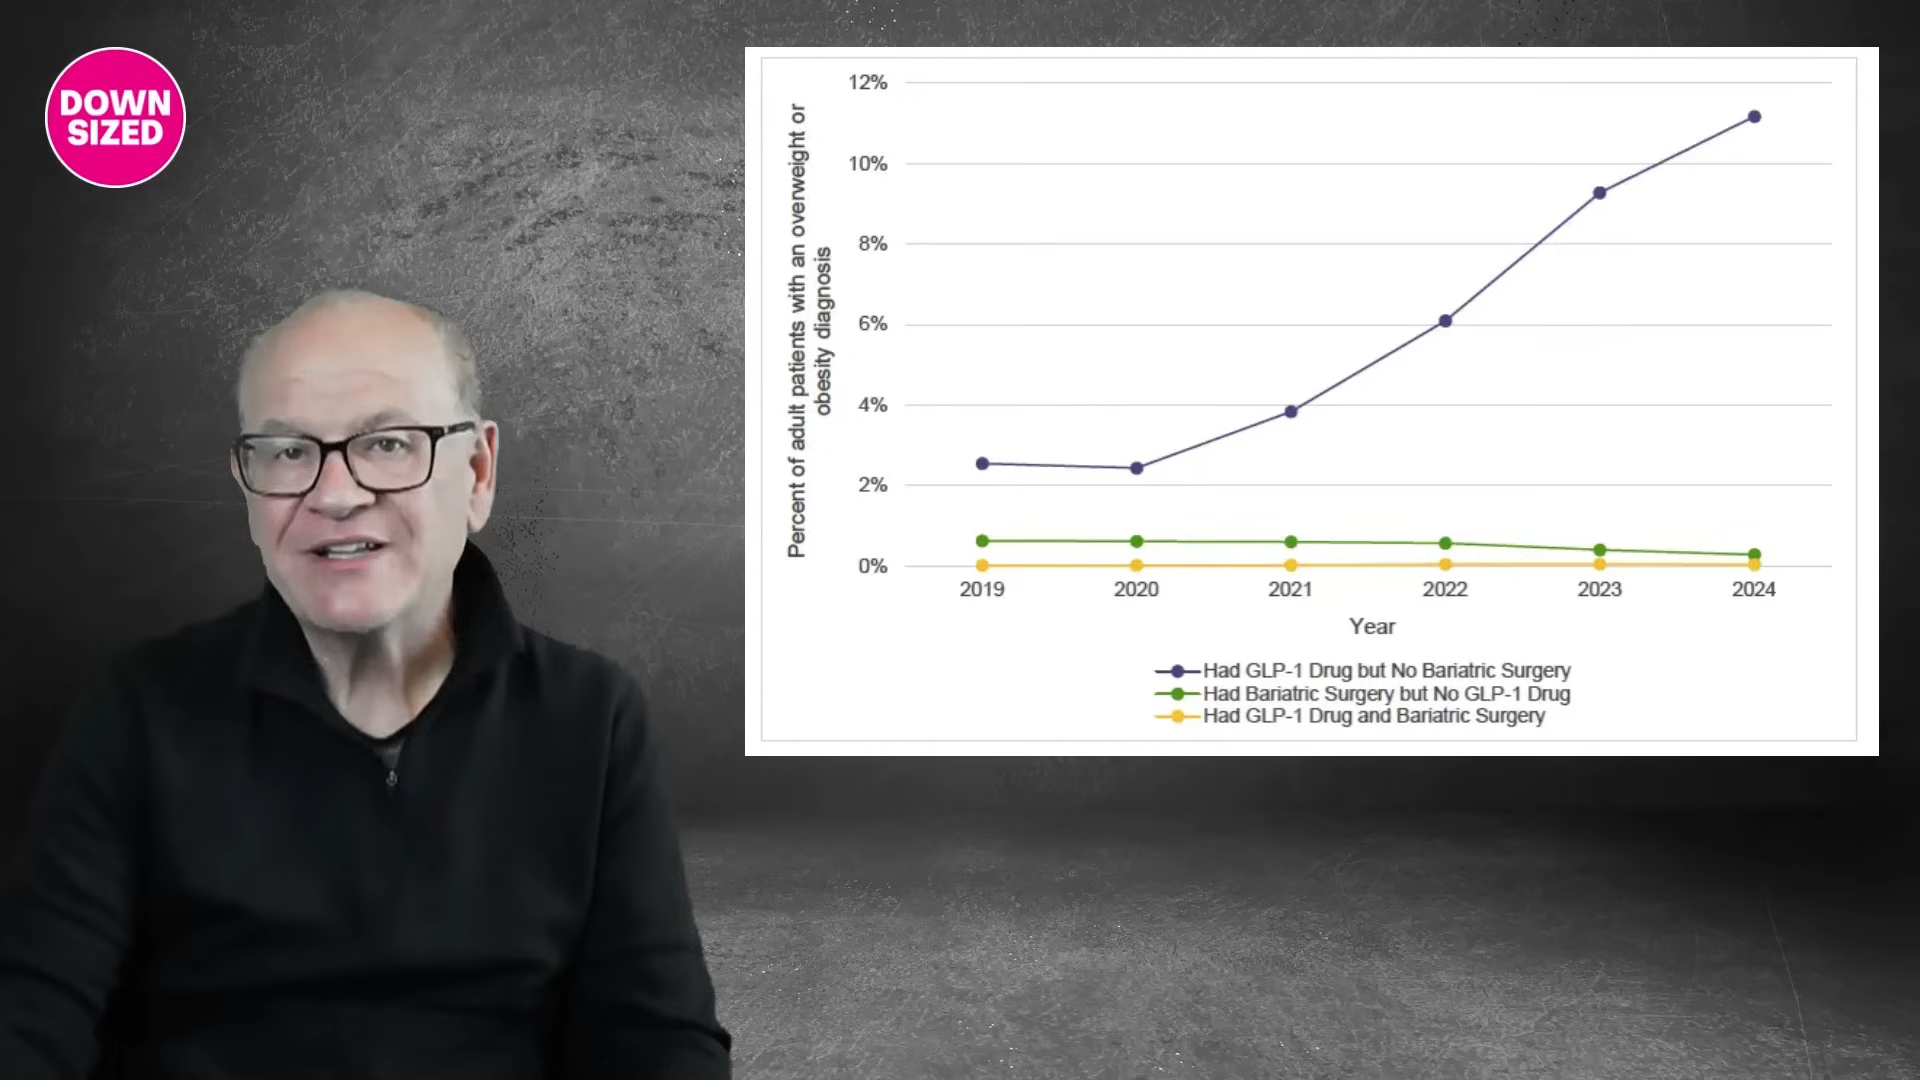 DOWN
SIZED
12%
10%
8%
6%
4%
2%
0%
Percent of adult patients with an overweight or
obesity diagnosis
2019 2020 2021 2022 2023 2024
Year
Had GLP-1 Drug but No Bariatric Surgery
Had Bariatric Surgery but No GLP-1 Drug
Had GLP-1 Drug and Bariatric Surgery